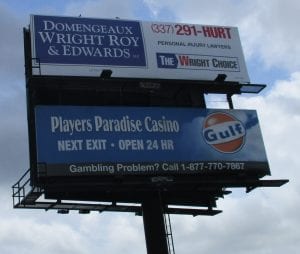 DOMENGEAUX
WRIGHT ROY
& EDWARDS
(337) 291-HURT
PERSONAL INJURY LAWYERS
THE WRIGHT CHOICE
Players Paradise Casino
NEXT EXIT • OPEN 24 HR
Gulf
Gambling Problem? Call 1-877-770-7867